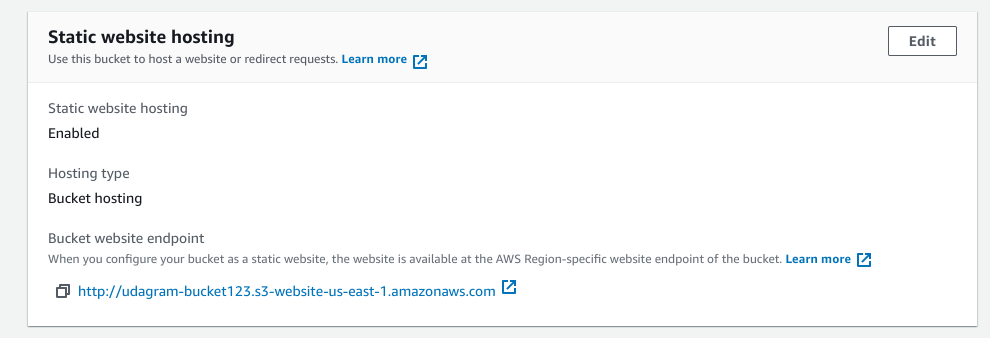 Static website hosting
Edit
Use this bucket to host a website or redirect requests. Learn more
Static website hosting
Enabled
Hosting type
Bucket hosting
Bucket website endpoint
When you configure your bucket as a static website, the website is available at the AWS Region-specific website endpoint of the bucket. Learn more
http://udagram-bucket123.s3-website-us-east-1.amazonaws.com